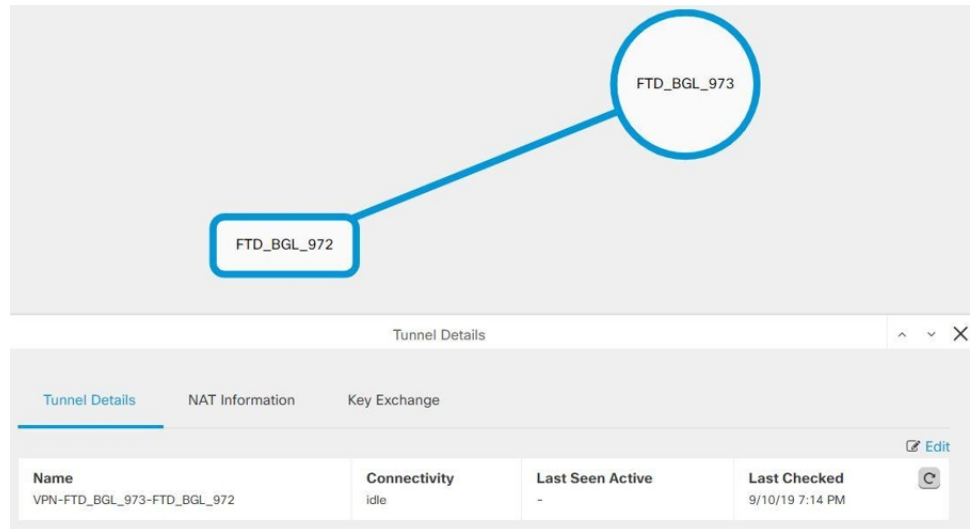 FTD_BGL_973
FTD_BGL_972
Tunnel Details
Tunnel Details NAT Information Key Exchange
Edit
Name Connectivity Last Seen Active Last Checked
VPN-FTD_BGL_973-FTD_BGL_972 idle - 9/10/19 7:14 PM